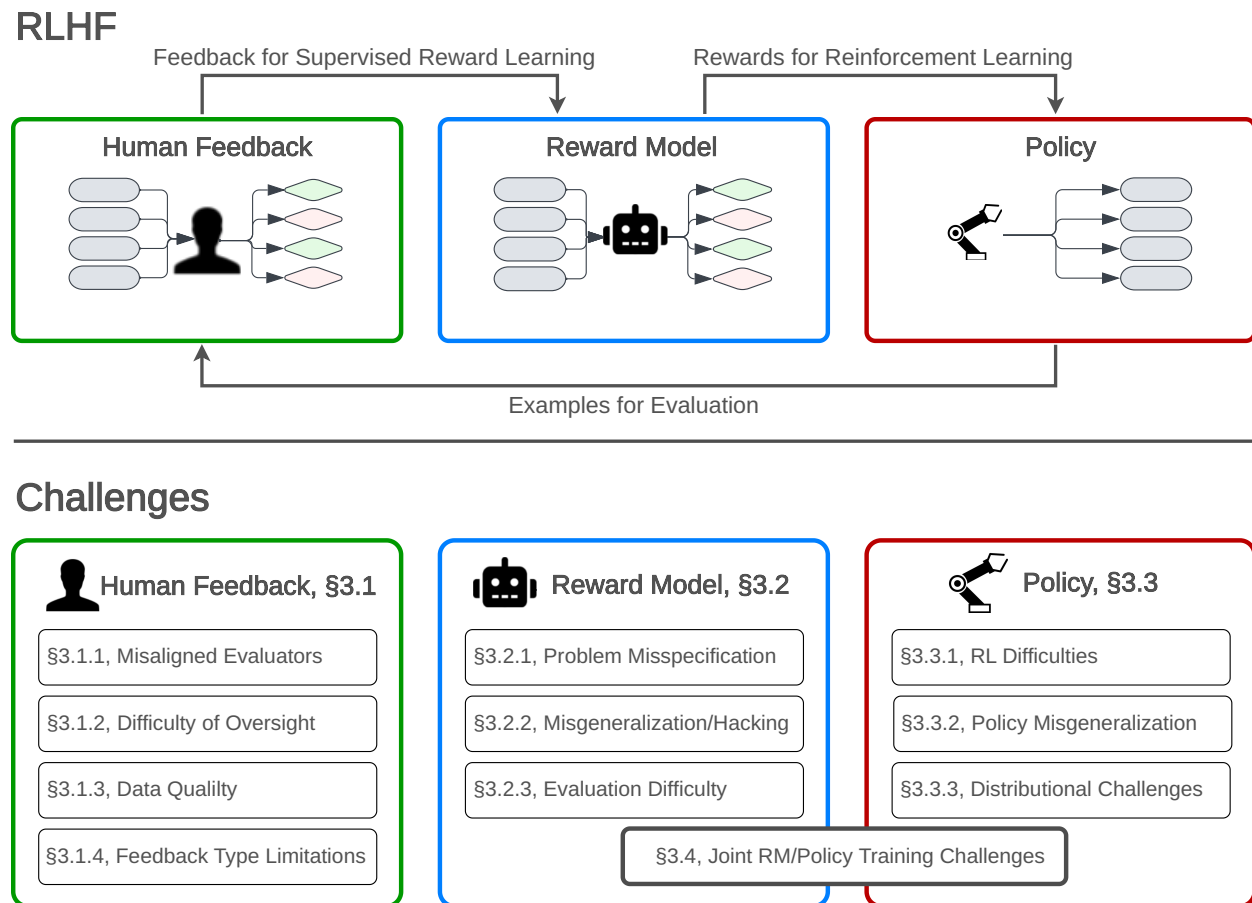 RLHF
Feedback for Supervised Reward Learning
Rewards for Reinforcement Learning
Human Feedback
Reward Model
Policy
Examples for Evaluation
Challenges
Human Feedback, §3.1
§3.1.1, Misaligned Evaluators
§3.1.2, Difficulty of Oversight
§3.1.3, Data Qualilty
§3.1.4, Feedback Type Limitations
Reward Model, §3.2
§3.2.1, Problem Misspecification
§3.2.2, Misgeneralization/Hacking
§3.2.3, Evaluation Difficulty
Policy, §3.3
§3.3.1, RL Difficulties
§3.3.2, Policy Misgeneralization
§3.3.3, Distributional Challenges
§3.4, Joint RM/Policy Training Challenges